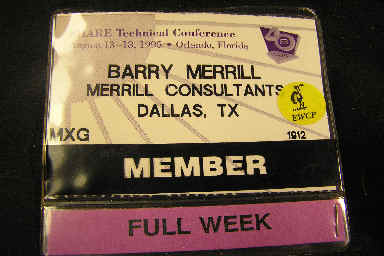 SHARE Technical Conference
August 13-18, 1995 • Orlando, Florida
40
BARRY MERRILL
MERRILL CONSULTANTS
DALLAS, TX
EWCP
MXG
1912
MEMBER
FULL WEEK